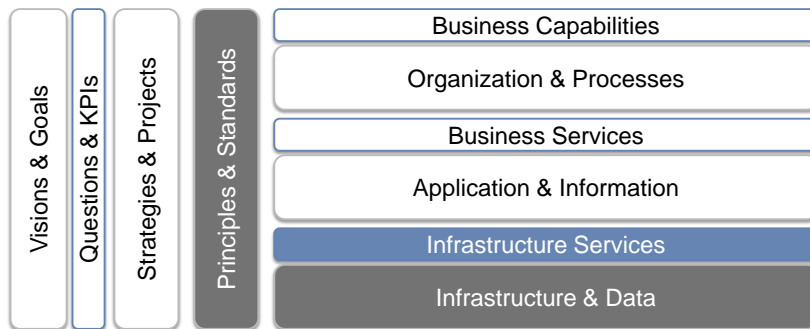 Visions & Goals
Questions & KPIs
Strategies & Projects
Principles & Standards
Business Capabilities
Organization & Processes
Business Services
Application & Information
Infrastructure Services
Infrastructure & Data